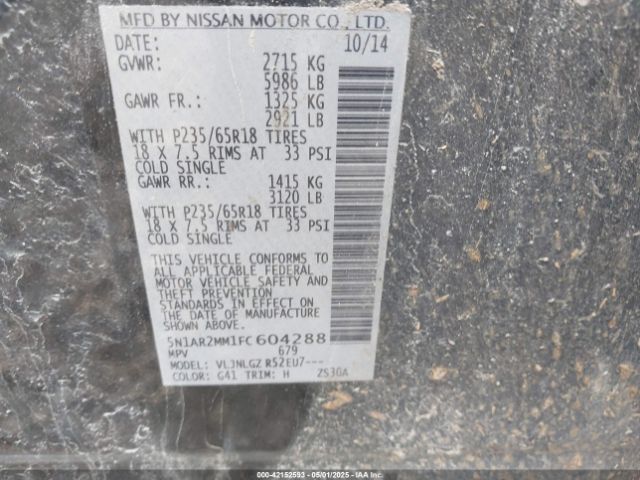 MFD BY NISSAN MOTOR CO., LTD.
DATE: 10/14
GVWR: 2715 KG
5986 LB
GAWR FR.: 1325 KG
2921 LB
WITH P235/65R18 TIRES
18 X 7.5 RIMS AT 33 PSI
COLD SINGLE
GAWR RR.: 1415 KG
3120 LB
WITH P235/65R18 TIRES
18 X 7.5 RIMS AT 33 PSI
COLD SINGLE
THIS VEHICLE CONFORMS TO
ALL APPLICABLE FEDERAL
MOTOR VEHICLE SAFETY AND
THEFT PREVENTION
STANDARDS IN EFFECT ON
THE DATE OF MANUFACTURE
SHOWN ABOVE.
5N1AR2MM1FC604288
MPV 679
MODEL: VLJNLGZ R52EU7---
COLOR: G41 TRIM: H ZS30A
000-42152593 - 05/01/2025 - IAAI.COM